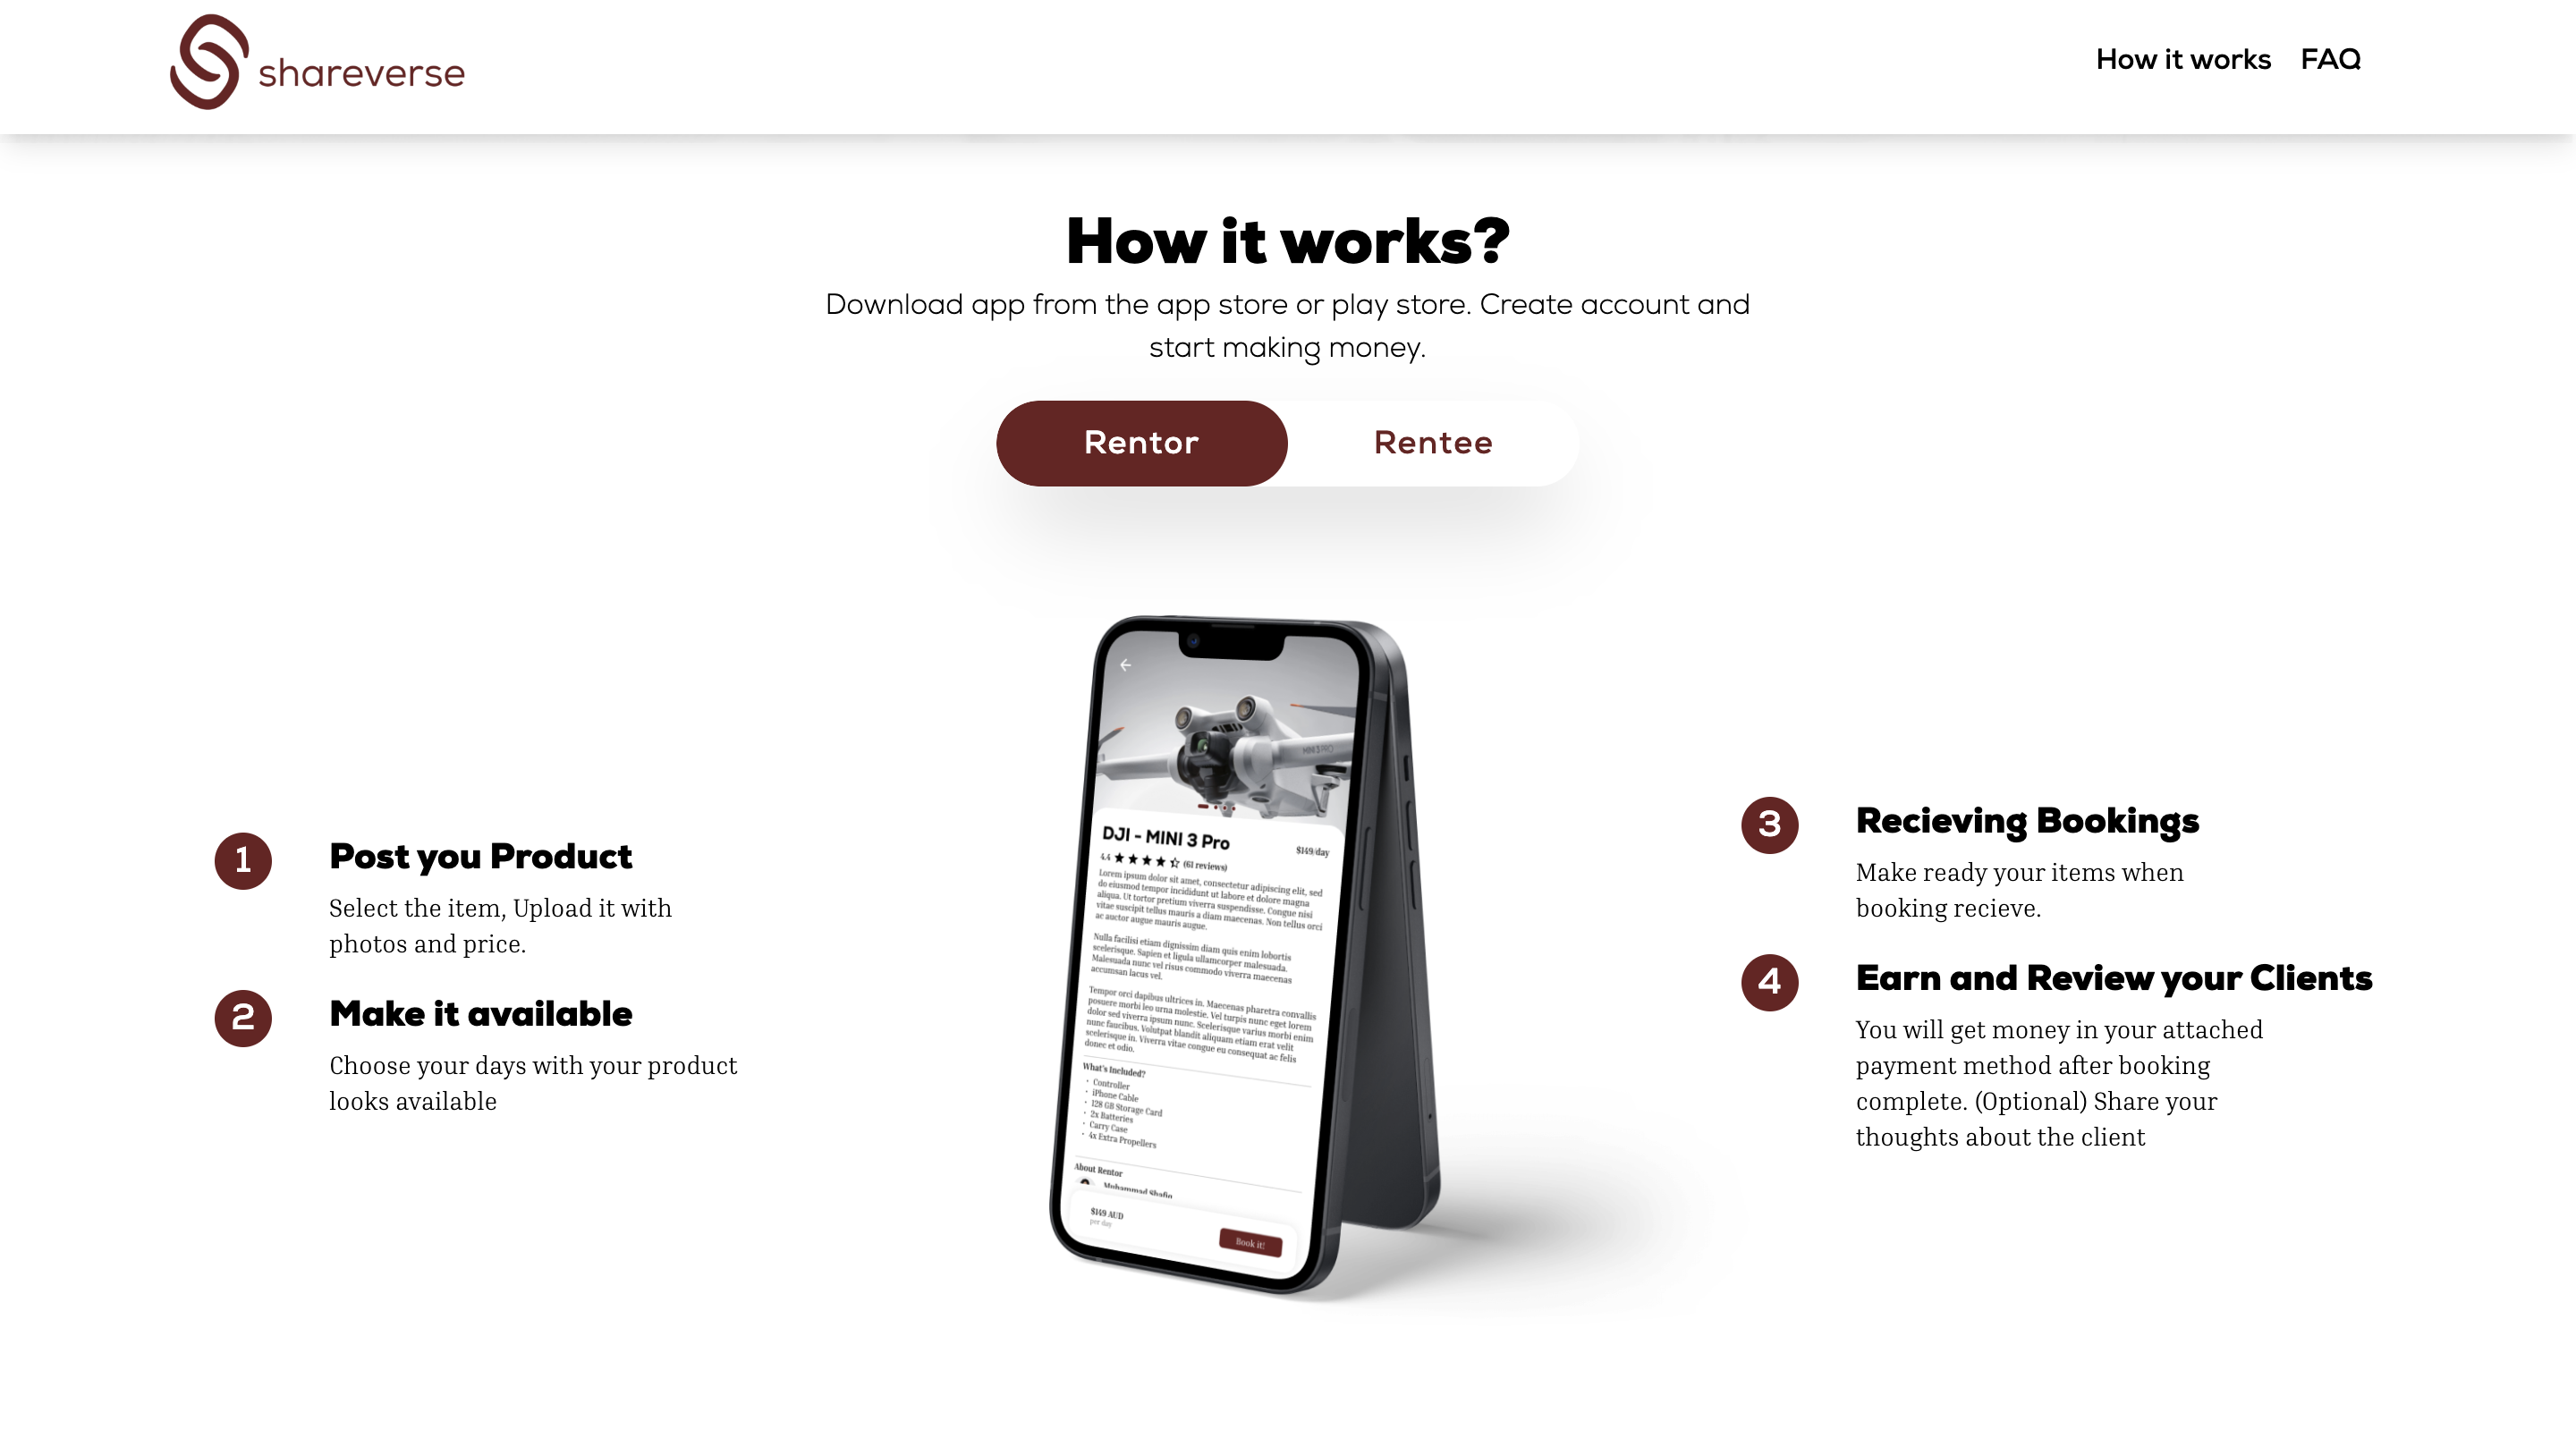 shareverse
How it works FAQ
How it works?
Download app from the app store or play store. Create account and
start making money.
Rentor Rentee
MINI 3 PRO
DJI - MINI 3 Pro
$149/day
4.4 (61 reviews)
Lorem ipsum dolor sit amet, consectetur adipiscing elit, sed
do eiusmod tempor incididunt ut labore et dolore magna
aliqua. Ut tortor pretium viverra suspendisse. Congue nisi
vitae suscipit tellus mauris a diam maecenas. Non tellus orci
ac auctor augue mauris augue.
Nulla facilisi etiam dignissim diam quis enim lobortis
scelerisque. Sapien et ligula ullamcorper malesuada.
Malesuada nunc vel risus commodo viverra maecenas
accumsan lacus vel.
Tempor orci dapibus ultrices in. Maecenas pharetra convallis
posuere morbi leo urna molestie. Vel turpis nunc eget lorem
dolor sed viverra ipsum nunc. Scelerisque varius morbi enim
nunc faucibus. Volutpat blandit aliquam etiam erat velit
scelerisque in. Viverra vitae congue eu consequat ac felis
donec et odio.
What's Included?
· Controller
· iPhone Cable
· 128 GB Storage Card
· 2x Batteries
· Carry Case
· 4x Extra Propellers
About Rentor
Muhammad Shafin
$149 AUD
per day
Book it!
1 Post you Product
Select the item, Upload it with
photos and price.
2 Make it available
Choose your days with your product
looks available
3 Recieving Bookings
Make ready your items when
booking recieve.
4 Earn and Review your Clients
You will get money in your attached
payment method after booking
complete. (Optional) Share your
thoughts about the client